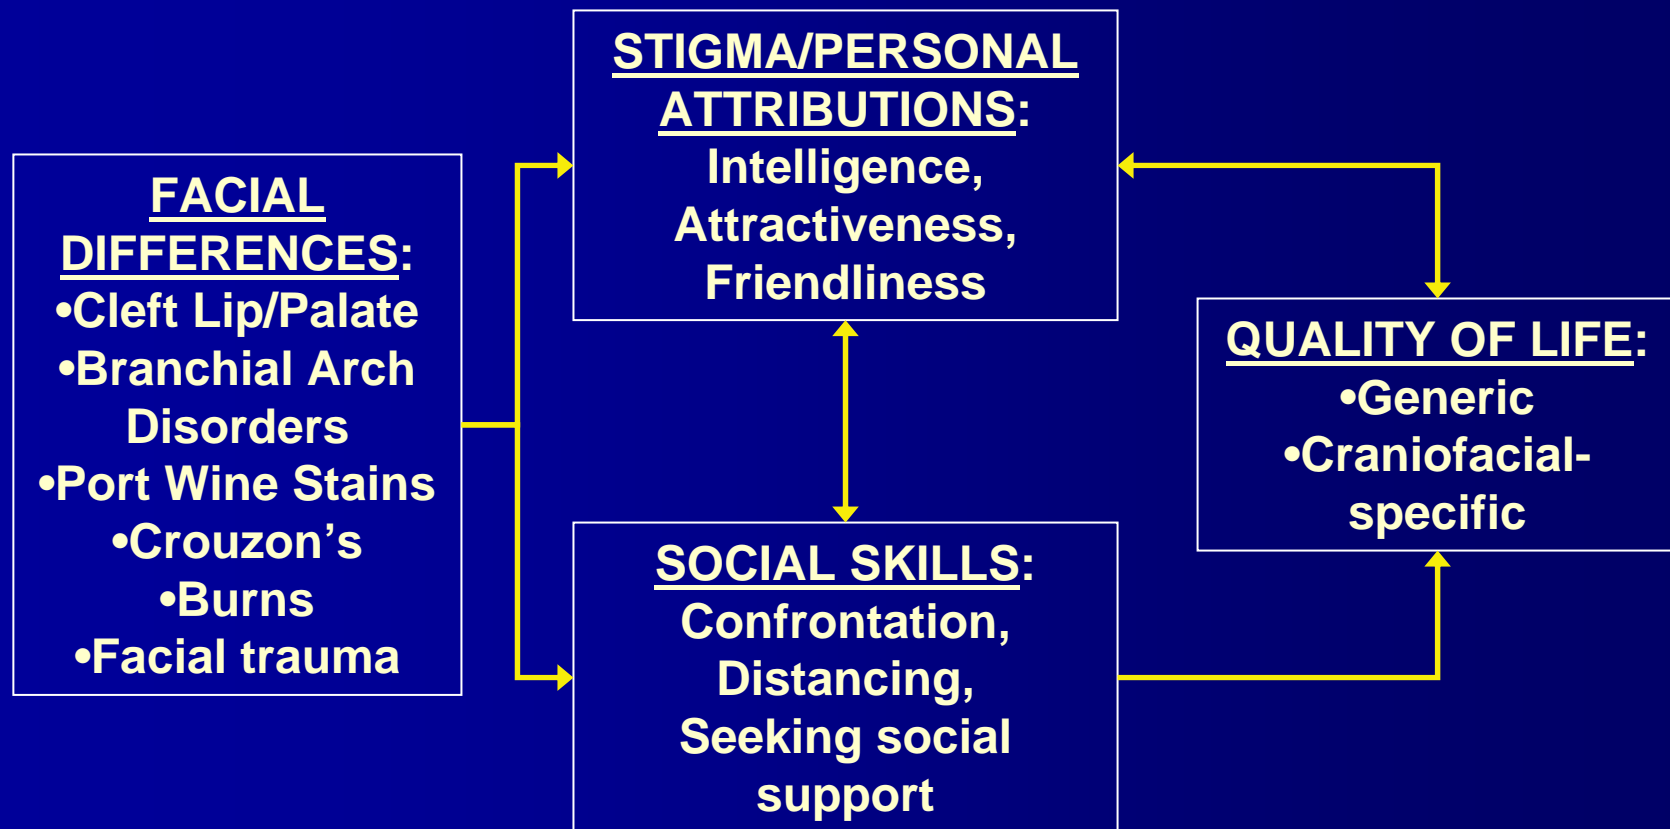 FACIAL
DIFFERENCES:
•Cleft Lip/Palate
•Branchial Arch
Disorders
•Port Wine Stains
•Crouzon’s
•Burns
•Facial trauma
STIGMA/PERSONAL
ATTRIBUTIONS:
Intelligence,
Attractiveness,
Friendliness
SOCIAL SKILLS:
Confrontation,
Distancing,
Seeking social
support
QUALITY OF LIFE:
•Generic
•Craniofacial-
specific